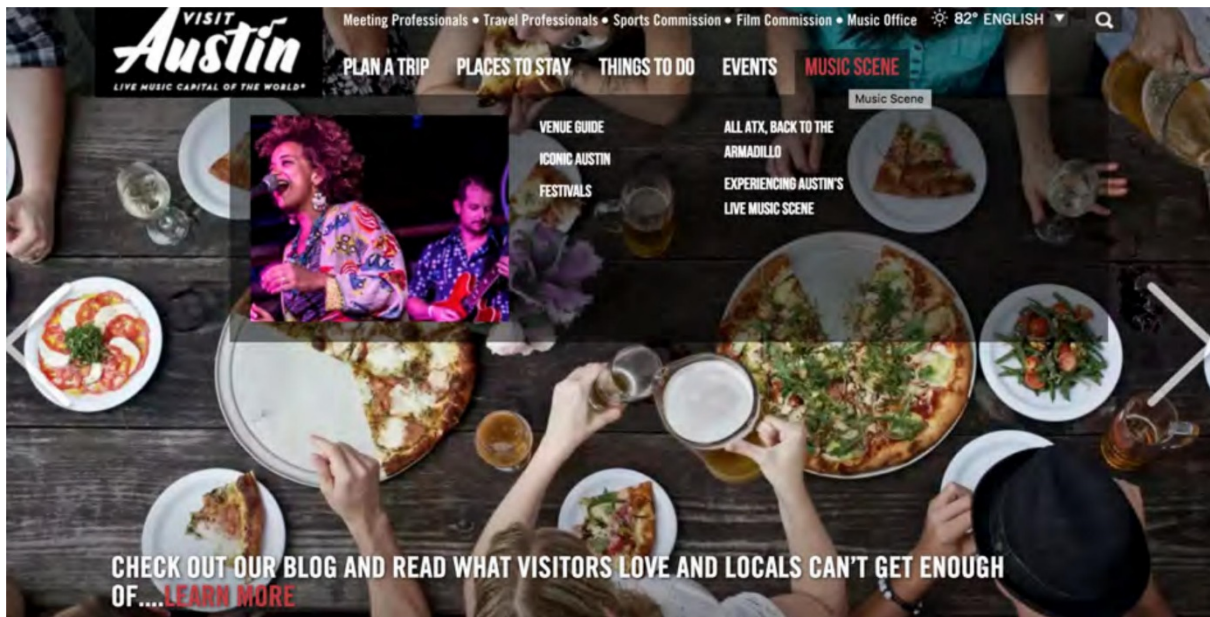 VISIT
Austin
LIVE MUSIC CAPITAL OF THE WORLD®
Meeting Professionals • Travel Professionals • Sports Commission • Film Commission • Music Office 82° ENGLISH ▼
PLAN A TRIP PLACES TO STAY THINGS TO DO EVENTS MUSIC SCENE
Music Scene
VENUE GUIDE
ICONIC AUSTIN
FESTIVALS
ALL ATX, BACK TO THE
ARMADILLO
EXPERIENCING AUSTIN'S
LIVE MUSIC SCENE
CHECK OUT OUR BLOG AND READ WHAT VISITORS LOVE AND LOCALS CAN'T GET ENOUGH
OF....LEARN MORE